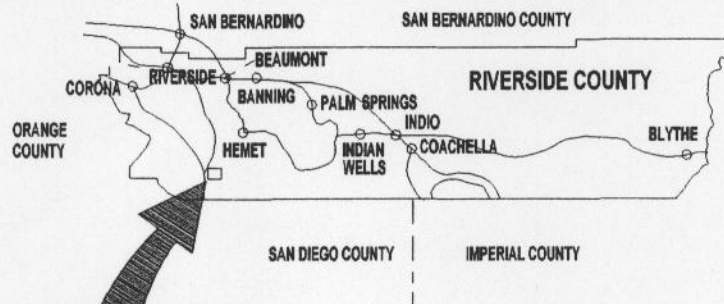 SAN BERNARDINO
SAN BERNARDINO COUNTY
BEAUMONT
RIVERSIDE
RIVERSIDE COUNTY
CORONA
BANNING
PALM SPRINGS
ORANGE
COUNTY
HEMET
INDIO
INDIAN
WELLS
COACHELLA
BLYTHE
SAN DIEGO COUNTY
IMPERIAL COUNTY